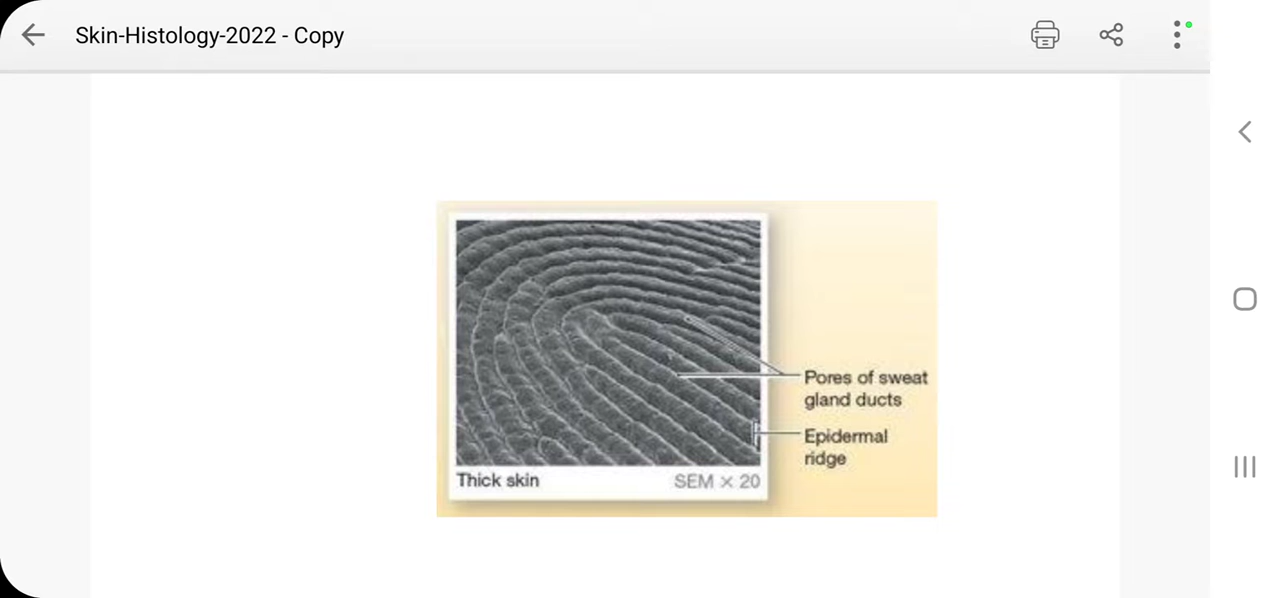 Skin-Histology-2022 - Copy
Pores of sweat
gland ducts
Epidermal
ridge
Thick skin
SEM × 20